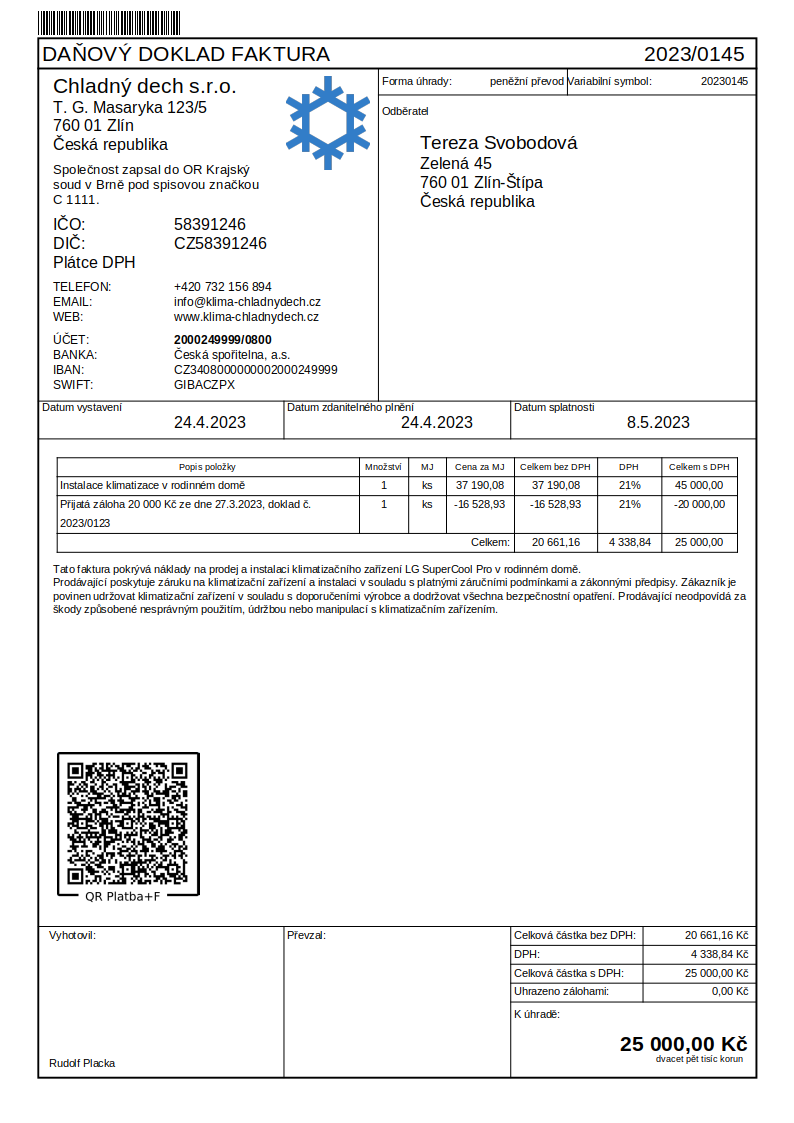 DAŇOVÝ DOKLAD FAKTURA 2023/0145
Chladný dech s.r.o.
T. G. Masaryka 123/5
760 01 Zlín
Česká republika
Společnost zapsal do OR Krajský
soud v Brně pod spisovou značkou
C 1111.
IČO: 58391246
DIČ: CZ58391246
Plátce DPH
TELEFON: +420 732 156 894
EMAIL: info@klima-chladnydech.cz
WEB: www.klima-chladnydech.cz
ÚČET: 2000249999/0800
BANKA: Česká spořitelna, a.s.
IBAN: CZ3408000000002000249999
SWIFT: GIBACZPX
Forma úhrady: peněžní převod Variabilní symbol: 20230145
Odběratel
Tereza Svobodová
Zelená 45
760 01 Zlín-Štípa
Česká republika
Datum vystavení Datum zdanitelného plnění Datum splatnosti
24.4.2023 24.4.2023 8.5.2023
Popis položky Množství MJ Cena za MJ Celkem bez DPH DPH Celkem s DPH
Instalace klimatizace v rodinném domě 1 ks 37 190,08 37 190,08 21% 45 000,00
Přijatá záloha 20 000 Kč ze dne 27.3.2023, doklad č. 1 ks -16 528,93 -16 528,93 21% -20 000,00
2023/0123
Celkem: 20 661,16 4 338,84 25 000,00
Tato faktura pokrývá náklady na prodej a instalaci klimatizačního zařízení LG SuperCool Pro v rodinném domě.
Prodávající poskytuje záruku na klimatizační zařízení a instalaci v souladu s platnými záručními podmínkami a zákonnými předpisy. Zákazník je
povinen udržovat klimatizační zařízení v souladu s doporučeními výrobce a dodržovat všechna bezpečnostní opatření. Prodávající neodpovídá za
škody způsobené nesprávným použitím, údržbou nebo manipulací s klimatizačním zařízením.
QR Platba+F
Vyhotovil: Převzal:
Rudolf Placka
Celková částka bez DPH: 20 661,16 Kč
DPH: 4 338,84 Kč
Celková částka s DPH: 25 000,00 Kč
Uhrazeno zálohami: 0,00 Kč
K úhradě:
25 000,00 Kč
dvacet pět tisíc korun